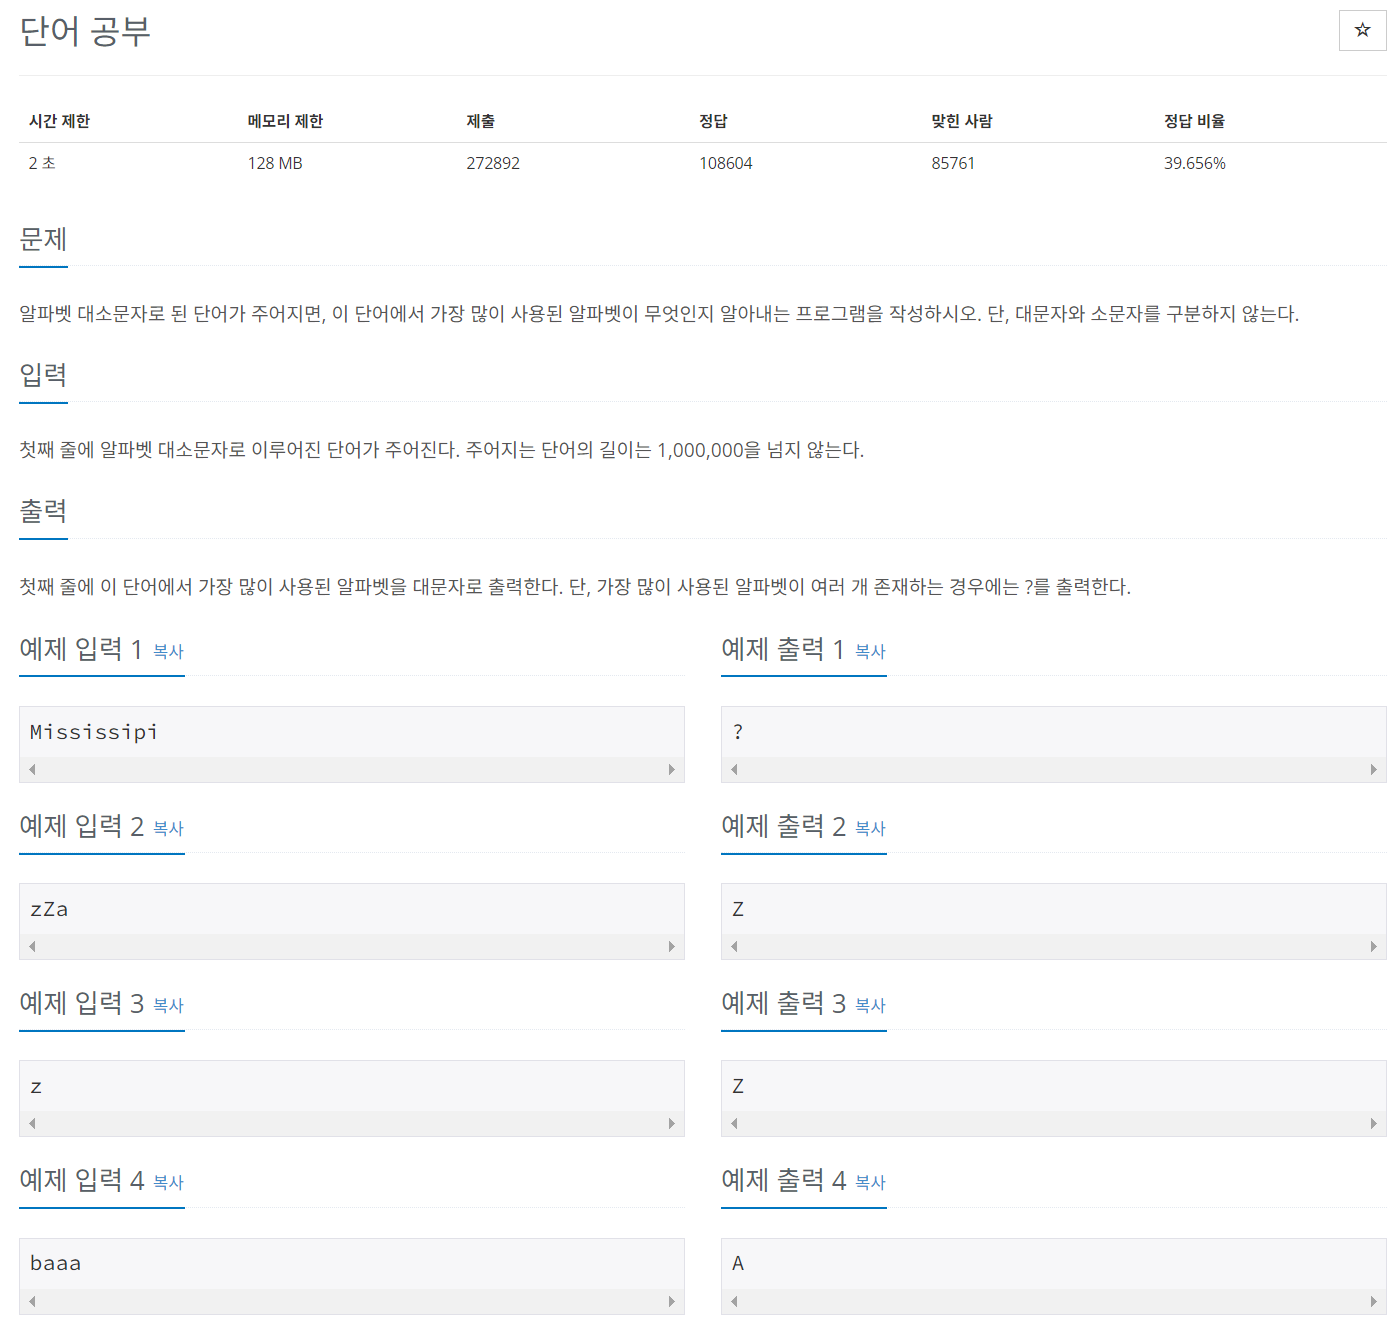 단어 공부
☆
시간 제한 메모리 제한 제출 정답 맞힌 사람 정답 비율
2 초 128 MB 272892 108604 85761 39.656%
문제
알파벳 대소문자로 된 단어가 주어지면, 이 단어에서 가장 많이 사용된 알파벳이 무엇인지 알아내는 프로그램을 작성하시오. 단, 대문자와 소문자를 구분하지 않는다.
입력
첫째 줄에 알파벳 대소문자로 이루어진 단어가 주어진다. 주어지는 단어의 길이는 1,000,000을 넘지 않는다.
출력
첫째 줄에 이 단어에서 가장 많이 사용된 알파벳을 대문자로 출력한다. 단, 가장 많이 사용된 알파벳이 여러 개 존재하는 경우에는 ?를 출력한다.
예제 입력 1 복사
Mississipi
예제 출력 1 복사
?
예제 입력 2 복사
zZa
예제 출력 2 복사
Z
예제 입력 3 복사
z
예제 출력 3 복사
Z
예제 입력 4 복사
baaa
예제 출력 4 복사
A